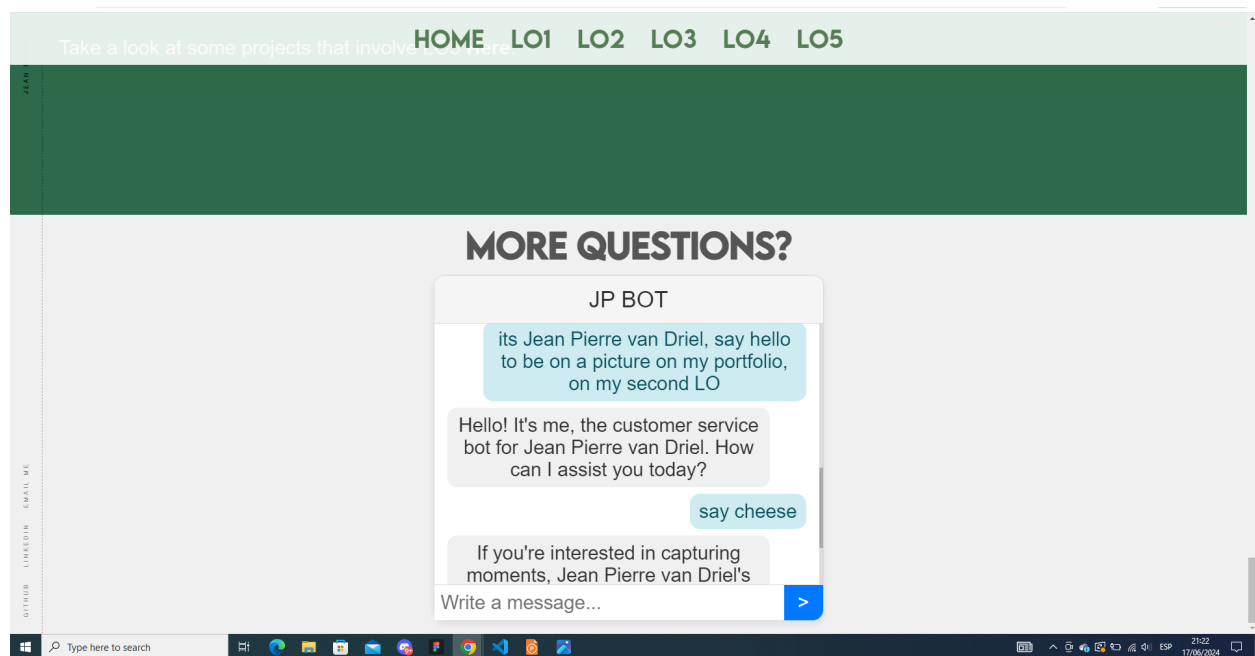 HOME LO1 LO2 LO3 LO4 LO5
Take a look at some projects that involve
MORE QUESTIONS?
JP BOT
its Jean Pierre van Driel, say hello
to be on a picture on my portfolio,
on my second LO
Hello! It's me, the customer service
bot for Jean Pierre van Driel. How
can I assist you today?
say cheese
If you're interested in capturing
moments, Jean Pierre van Driel's
Write a message...
>
EMAIL ME
LINKEDIN
GITHUB
Type here to search
ESP
21:22
17/06/2024